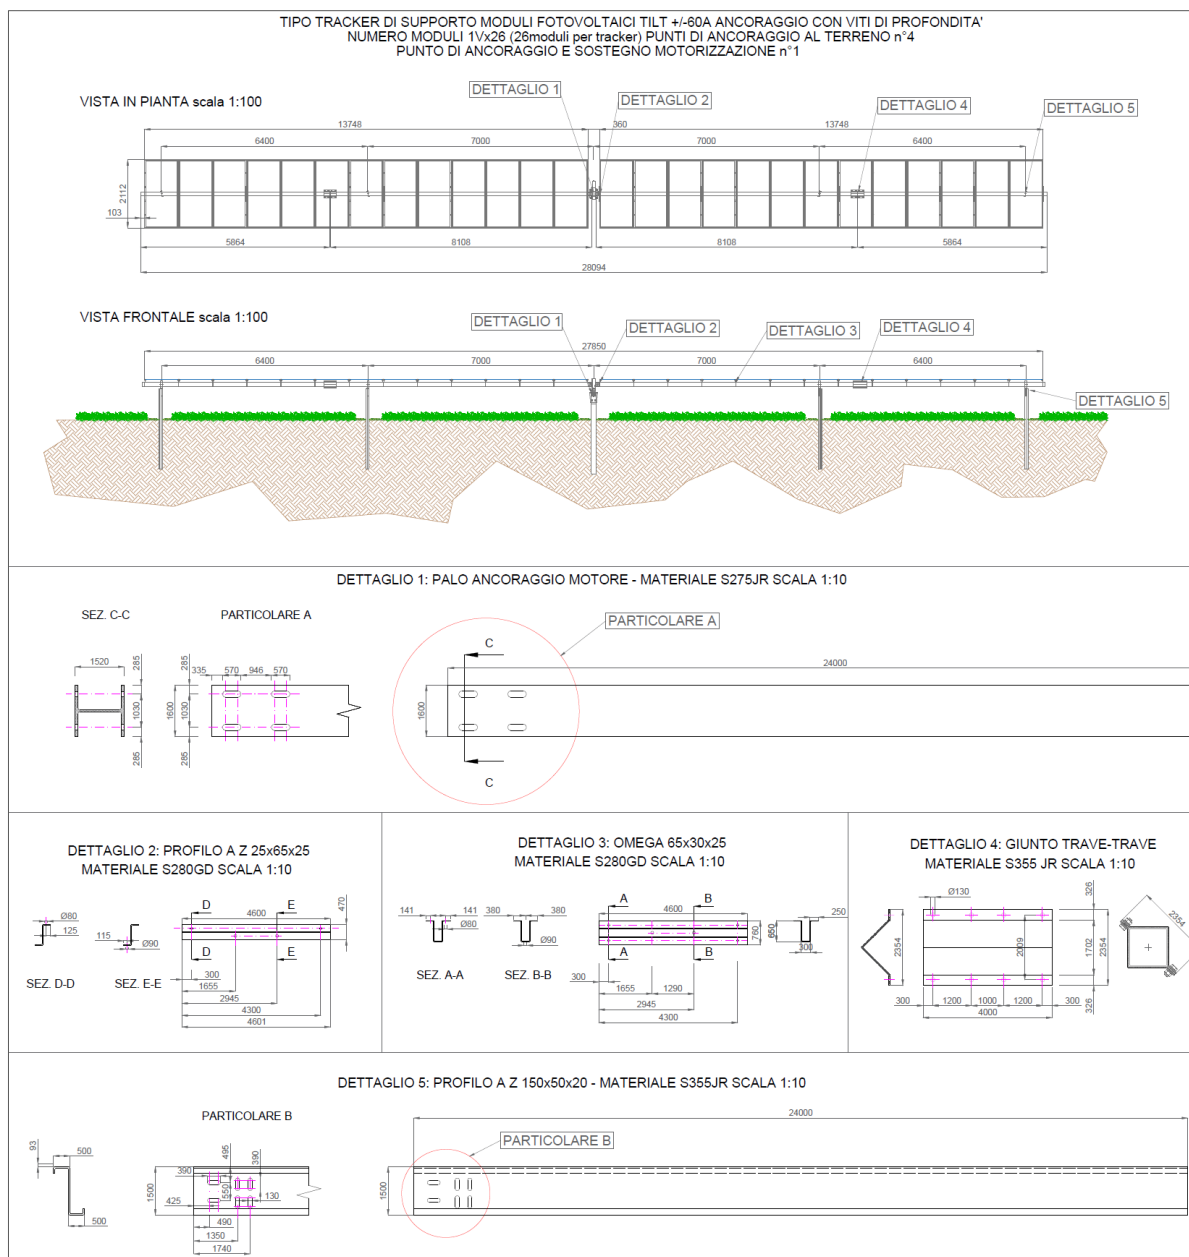 TIPO TRACKER DI SUPPORTO MODULI FOTOVOLTAICI TILT +/-60A ANCORAGGIO CON VITI DI PROFONDITA'
NUMERO MODULI 1Vx26 (26moduli per tracker) PUNTI DI ANCORAGGIO AL TERRENO n°4
PUNTO DI ANCORAGGIO E SOSTEGNO MOTORIZZAZIONE n°1
VISTA IN PIANTA scala 1:100
DETTAGLIO 1
DETTAGLIO 2
DETTAGLIO 4
DETTAGLIO 5
13748 360 13748
6400 7000 7000 6400
2112
103
5864 8108 8108 5864
28094
VISTA FRONTALE scala 1:100
DETTAGLIO 1
DETTAGLIO 2
DETTAGLIO 3
DETTAGLIO 4
27850
6400 7000 7000 6400
DETTAGLIO 5
DETTAGLIO 1: PALO ANCORAGGIO MOTORE - MATERIALE S275JR SCALA 1:10
SEZ. C-C
PARTICOLARE A
PARTICOLARE A
1520
285
1030
285
335 570 946 570
285
1600
1030
285
C
24000
1600
C
DETTAGLIO 2: PROFILO A Z 25x65x25
MATERIALE S280GD SCALA 1:10
Ø80
125
115
Ø90
D E
4600
470
D E
300
1655
2945
4300
4601
SEZ. D-D
SEZ. E-E
DETTAGLIO 3: OMEGA 65x30x25
MATERIALE S280GD SCALA 1:10
141 141
Ø80
380 380
Ø90
A B
4600
760
650
250
300
A B
300
1655 1290
2945
4300
SEZ. A-A
SEZ. B-B
DETTAGLIO 4: GIUNTO TRAVE-TRAVE
MATERIALE S355 JR SCALA 1:10
Ø130
326
2354
2009
1702
2354
326
300 1200 1000 1200 300
4000
2354
DETTAGLIO 5: PROFILO A Z 150x50x20 - MATERIALE S355JR SCALA 1:10
PARTICOLARE B
24000
PARTICOLARE B
93
500
500
1500
390
495
390
550
130
425
490
1350
1740
1500